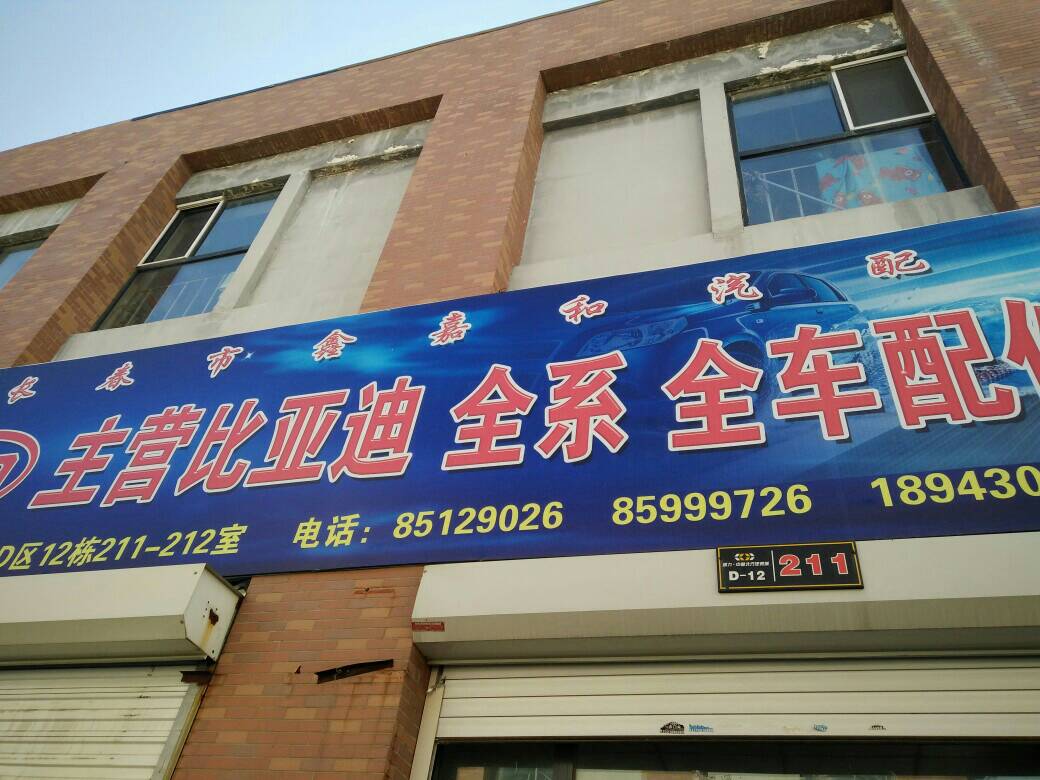 长春市鑫嘉和汽配
主营比亚迪 全系 全车配
D区12栋211-212室 电话：85129026 85999726 189430
D-12 211